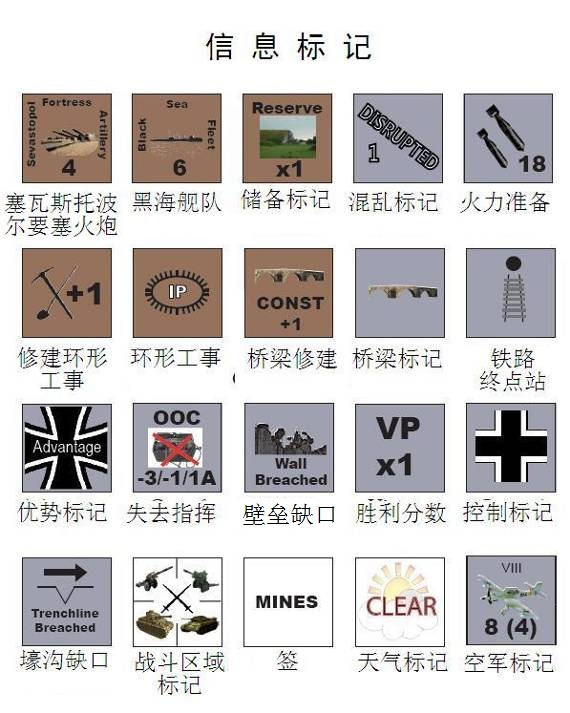 信息标记
Sevastopol
Fortress
Artillery
4
塞瓦斯托波
尔要塞火炮
Black
Sea
Fleet
6
黑海舰队
Reserve
x1
储备标记
DISRUPTED
1
混乱标记
18
火力准备
+1
修建环形
工事
IP
环形工事
CONST
+1
桥梁修建
桥梁标记
铁路
终点站
Advantage
优势标记
OOC
-3/-1/1A
失去指挥
Wall
Breached
壁垒缺口
VP
x1
胜利分数
控制标记
Trenchline
Breached
壕沟缺口
战斗区域
标记
MINES
签
CLEAR
天气标记
VIII
8 (4)
空军标记